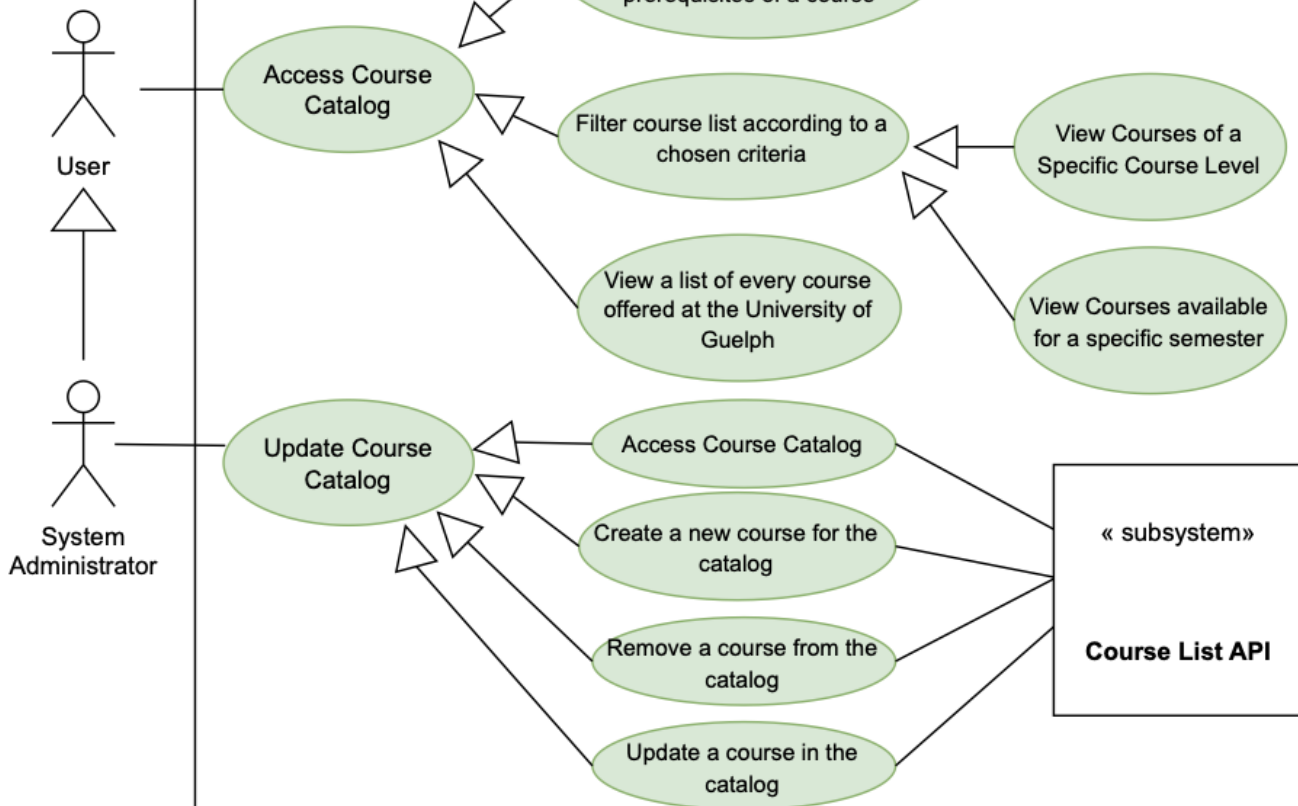 prerequisites of a course
Access Course
Catalog
User
Filter course list according to a
chosen criteria
View Courses of a
Specific Course Level
View a list of every course
offered at the University of
Guelph
View Courses available
for a specific semester
System
Administrator
Update Course
Catalog
Access Course Catalog
Create a new course for the
catalog
Remove a course from the
catalog
Update a course in the
catalog
« subsystem»
Course List API